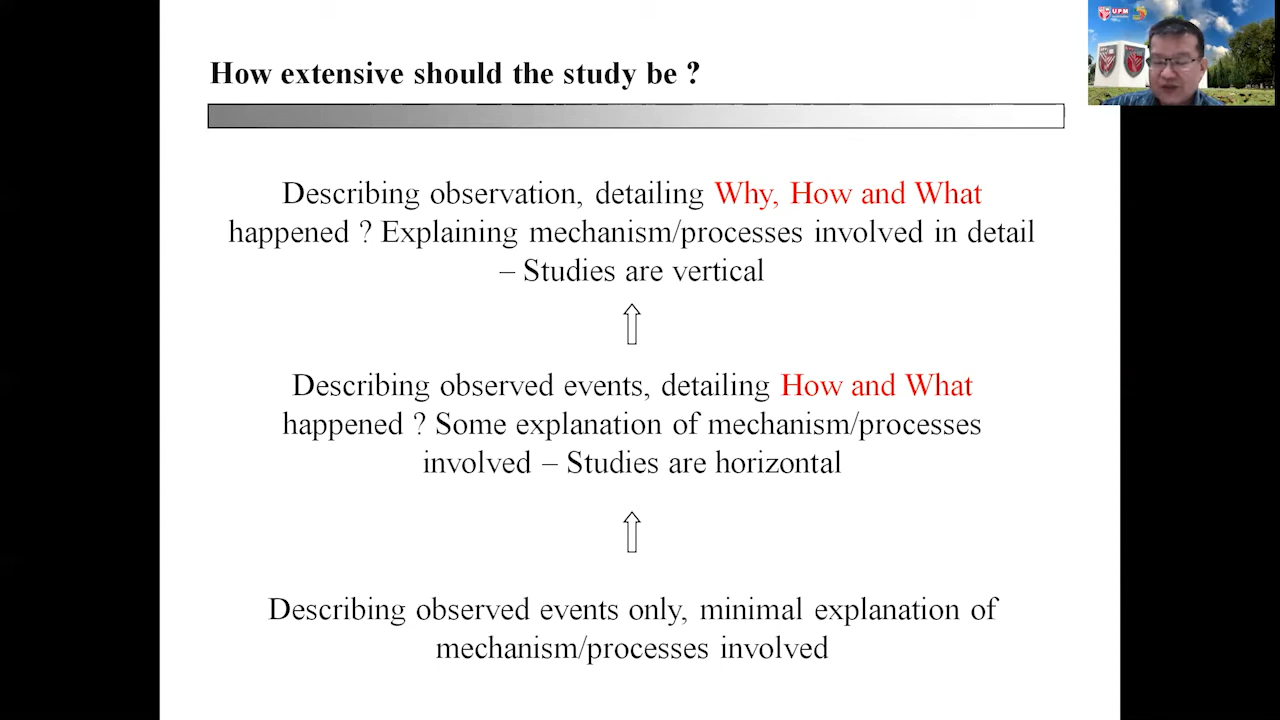 How extensive should the study be ?
UPM
Describing observation, detailing Why, How and What
happened ? Explaining mechanism/processes involved in detail
– Studies are vertical
Describing observed events, detailing How and What
happened ? Some explanation of mechanism/processes
involved – Studies are horizontal
Describing observed events only, minimal explanation of
mechanism/processes involved